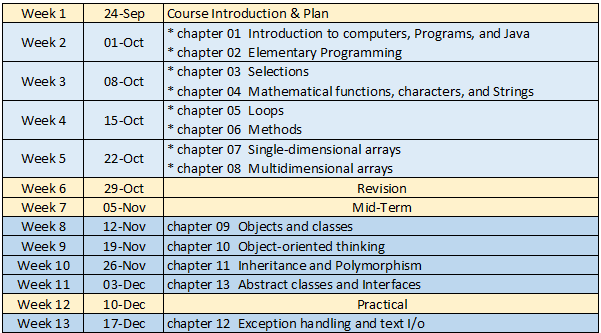 Week 1 24-Sep Course Introduction & Plan
Week 2 01-Oct * chapter 01 Introduction to computers, Programs, and Java
* chapter 02 Elementary Programming
Week 3 08-Oct * chapter 03 Selections
* chapter 04 Mathematical functions, characters, and Strings
Week 4 15-Oct * chapter 05 Loops
* chapter 06 Methods
Week 5 22-Oct * chapter 07 Single-dimensional arrays
* chapter 08 Multidimensional arrays
Week 6 29-Oct Revision
Week 7 05-Nov Mid-Term
Week 8 12-Nov chapter 09 Objects and classes
Week 9 19-Nov chapter 10 Object-oriented thinking
Week 10 26-Nov chapter 11 Inheritance and Polymorphism
Week 11 03-Dec chapter 13 Abstract classes and Interfaces
Week 12 10-Dec Practical
Week 13 17-Dec chapter 12 Exception handling and text I/o